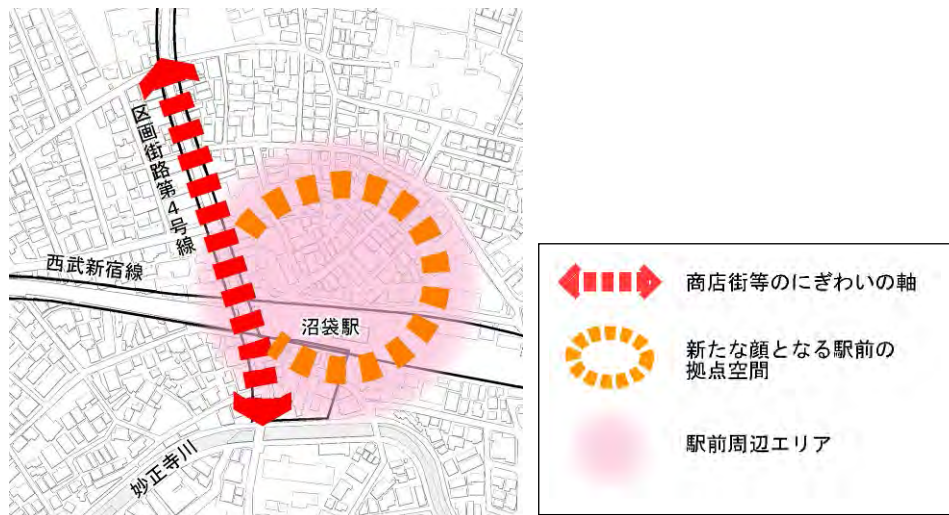 区画街路第4号線
西武新宿線
沼袋駅
妙正寺川
商店街等のにぎわいの軸
新たな顔となる駅前の
拠点空間
駅前周辺エリア